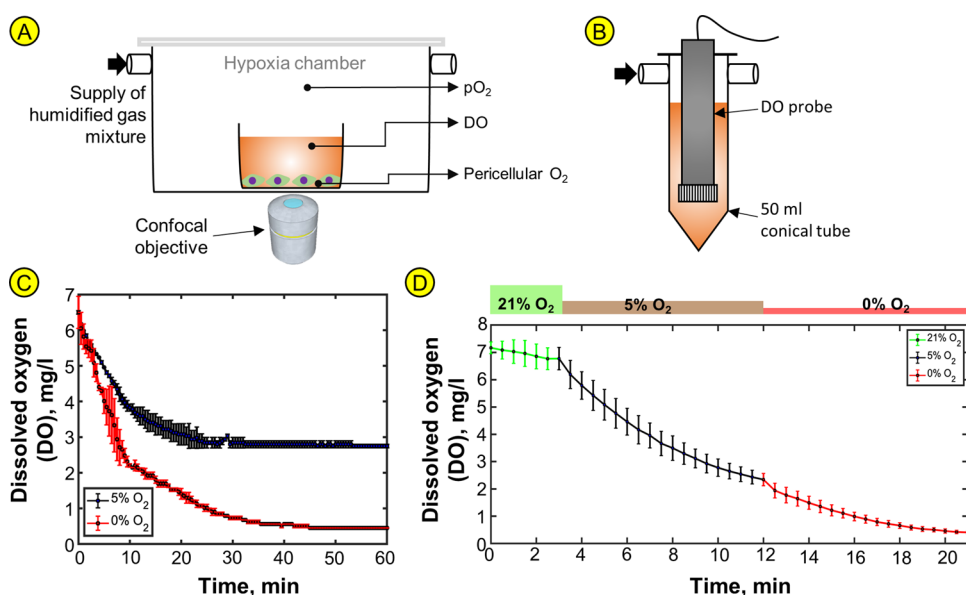 A
Hypoxia chamber
Supply of
humidified gas
mixture
pO2
DO
Pericellular O2
Confocal
objective
B
DO probe
50 ml
conical tube
C
Dissolved oxygen
(DO), mg/l
7
6
5
4
3
2
1
0
5% O2
0% O2
0 10 20 30 40 50 60
Time, min
D
21% O2 5% O2 0% O2
Dissolved oxygen
(DO), mg/l
8
7
6
5
4
3
2
1
0
21% O2
5% O2
0% O2
0 2 4 6 8 10 12 14 16 18 20
Time, min